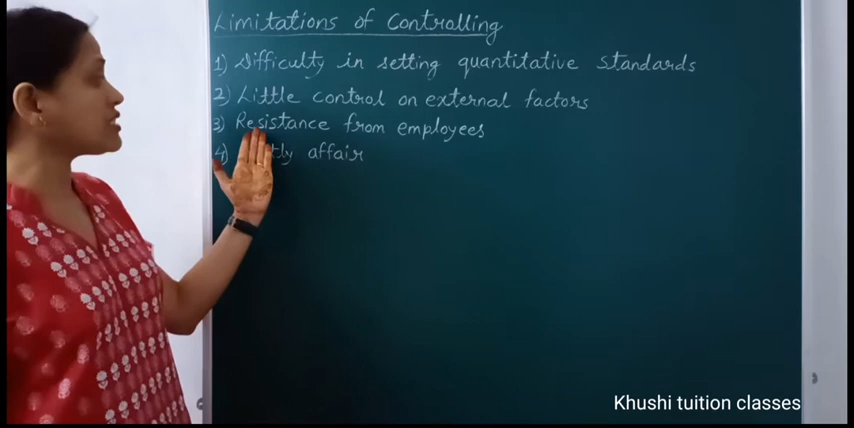 Limitations of Controlling
1) Difficulty in setting quantitative standards
2) Little control on external factors
3) Resistance from employees
4) affair
Khushi tuition classes